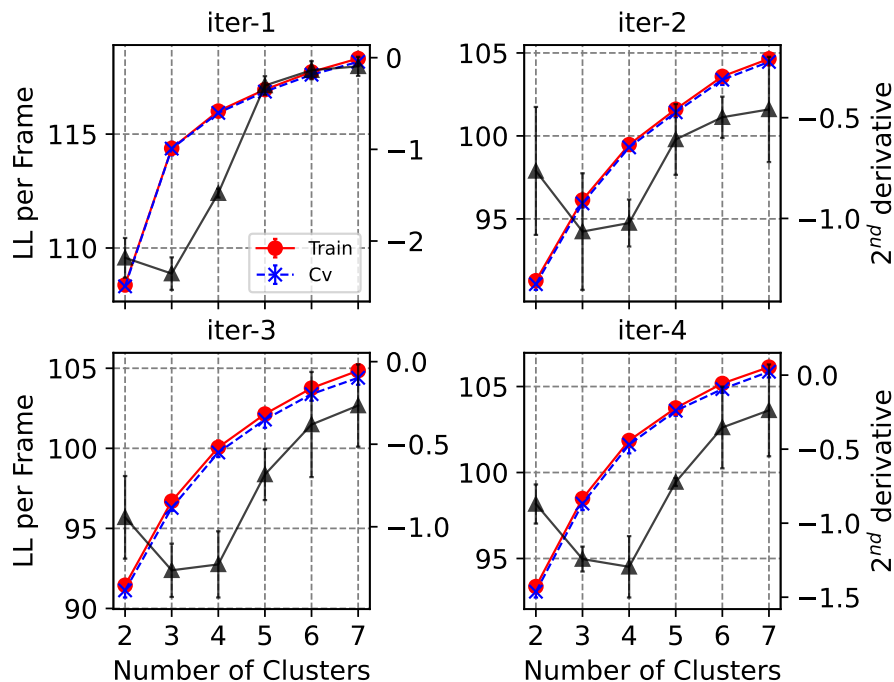 iter-1
iter-2
LL per Frame
115
110
0
−1
−2
Train
Cv
105
100
95
−0.5
−1.0
2nd derivative
iter-3
iter-4
LL per Frame
105
100
95
90
0.0
−0.5
−1.0
105
100
95
0.0
−0.5
−1.0
−1.5
2nd derivative
2 3 4 5 6 7
2 3 4 5 6 7
Number of Clusters
Number of Clusters